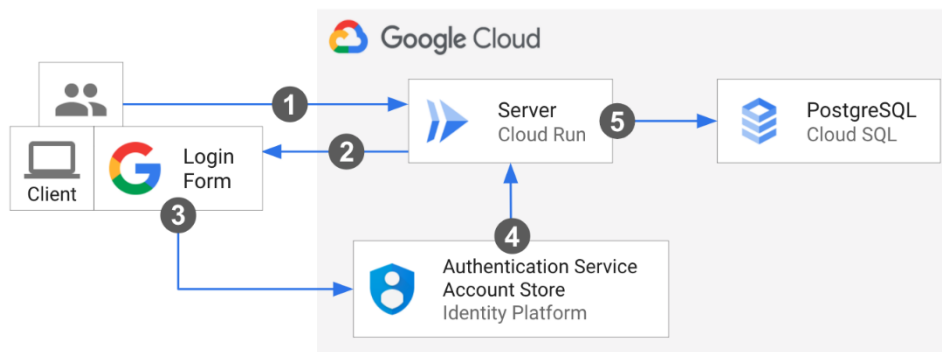 Google Cloud
1
Server
Cloud Run
5
PostgreSQL
Cloud SQL
2
Login
Form
Client
3
4
Authentication Service
Account Store
Identity Platform